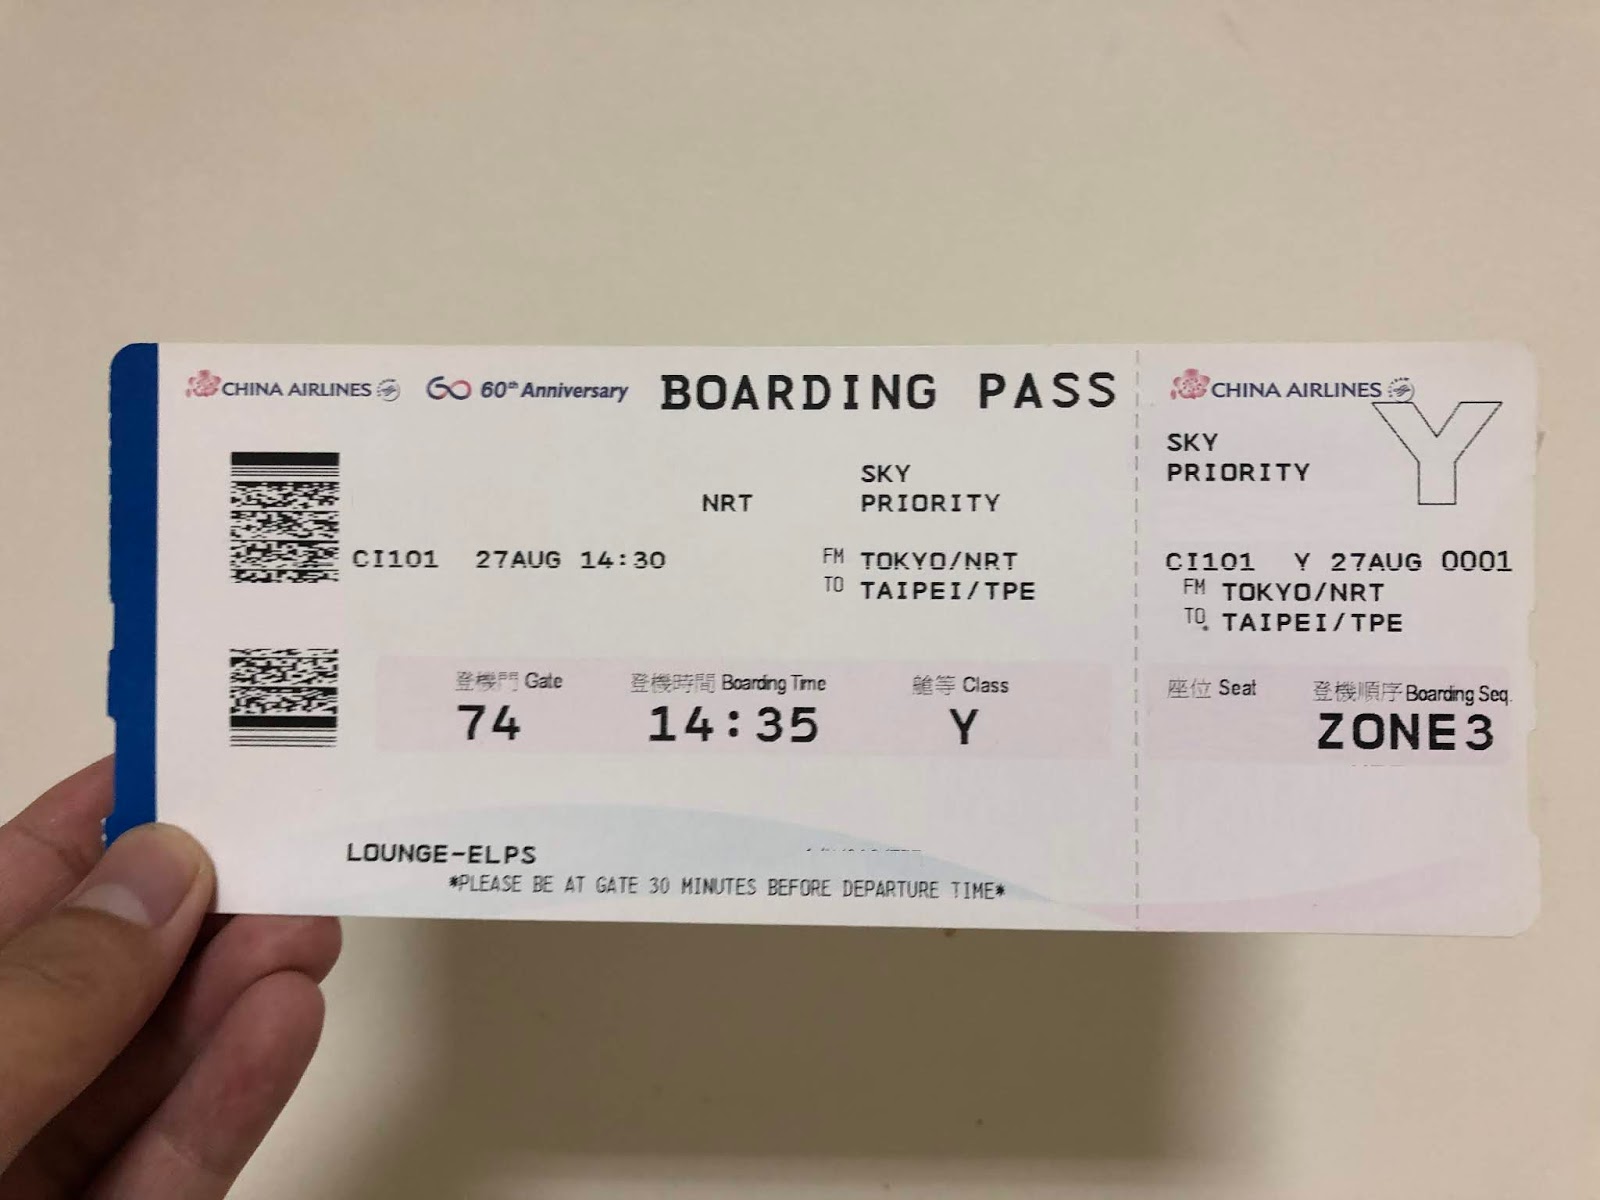 CHINA AIRLINES 60th Anniversary BOARDING PASS
SKY
NRT PRIORITY
CI101 27AUG 14:30 FM TOKYO/NRT
TO TAIPEI/TPE
登機門 Gate 登機時間 Boarding Time 艙等 Class
74 14:35 Y
LOUNGE-ELPS
*PLEASE BE AT GATE 30 MINUTES BEFORE DEPARTURE TIME*
CHINA AIRLINES
Y
SKY
PRIORITY
CI101 Y 27AUG 0001
FM TOKYO/NRT
TO TAIPEI/TPE
座位 Seat 登機順序 Boarding Seq.
ZONE3